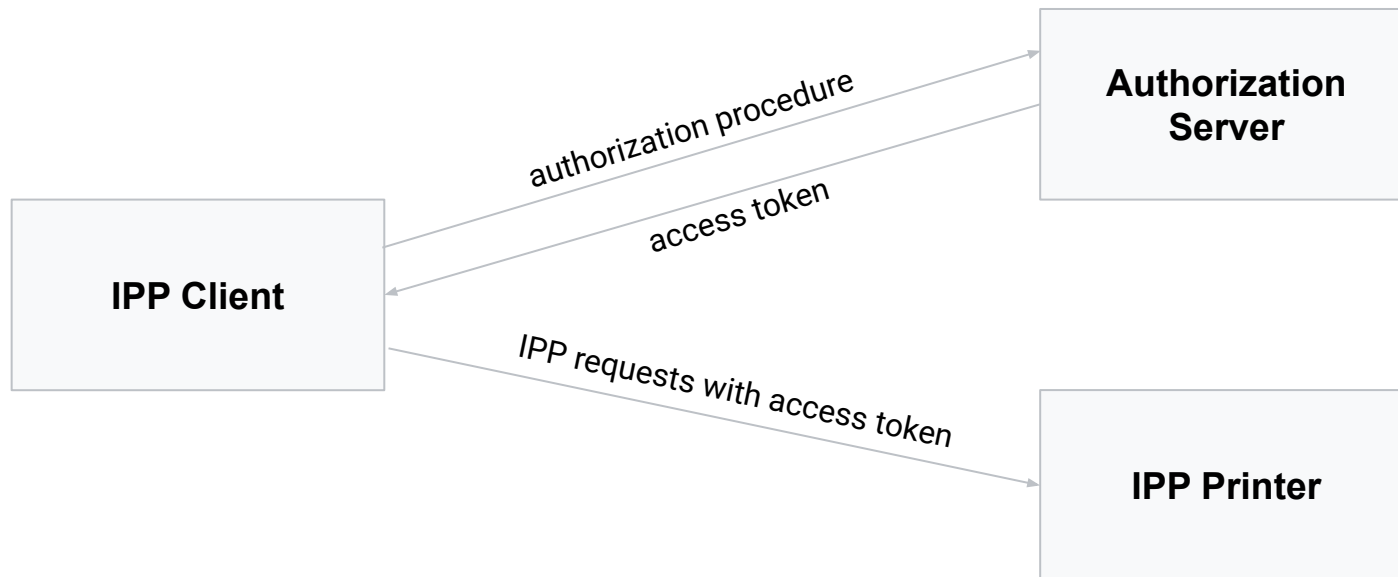 Authorization
Server
authorization procedure
access token
IPP Client
IPP requests with access token
IPP Printer